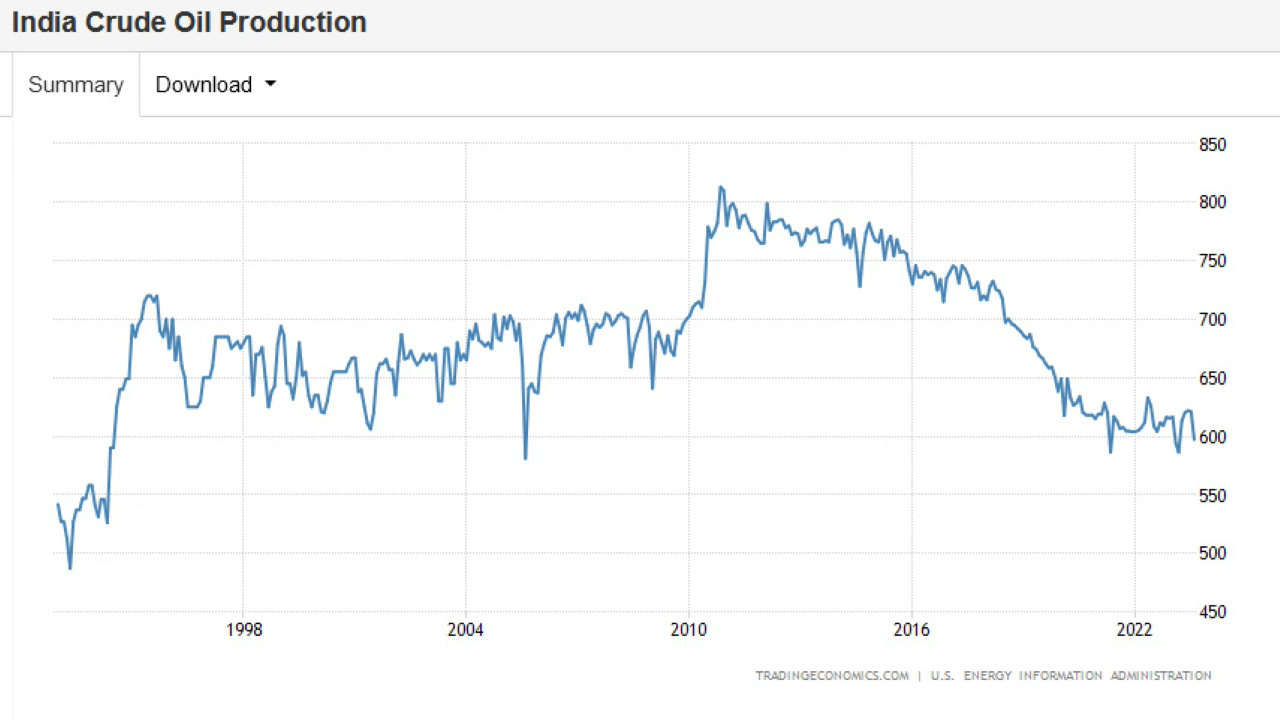 India Crude Oil Production
Summary Download
850
800
750
700
650
600
550
500
450
1998 2004 2010 2016 2022
TRADINGECONOMICS.COM | U.S. ENERGY INFORMATION ADMINISTRATION